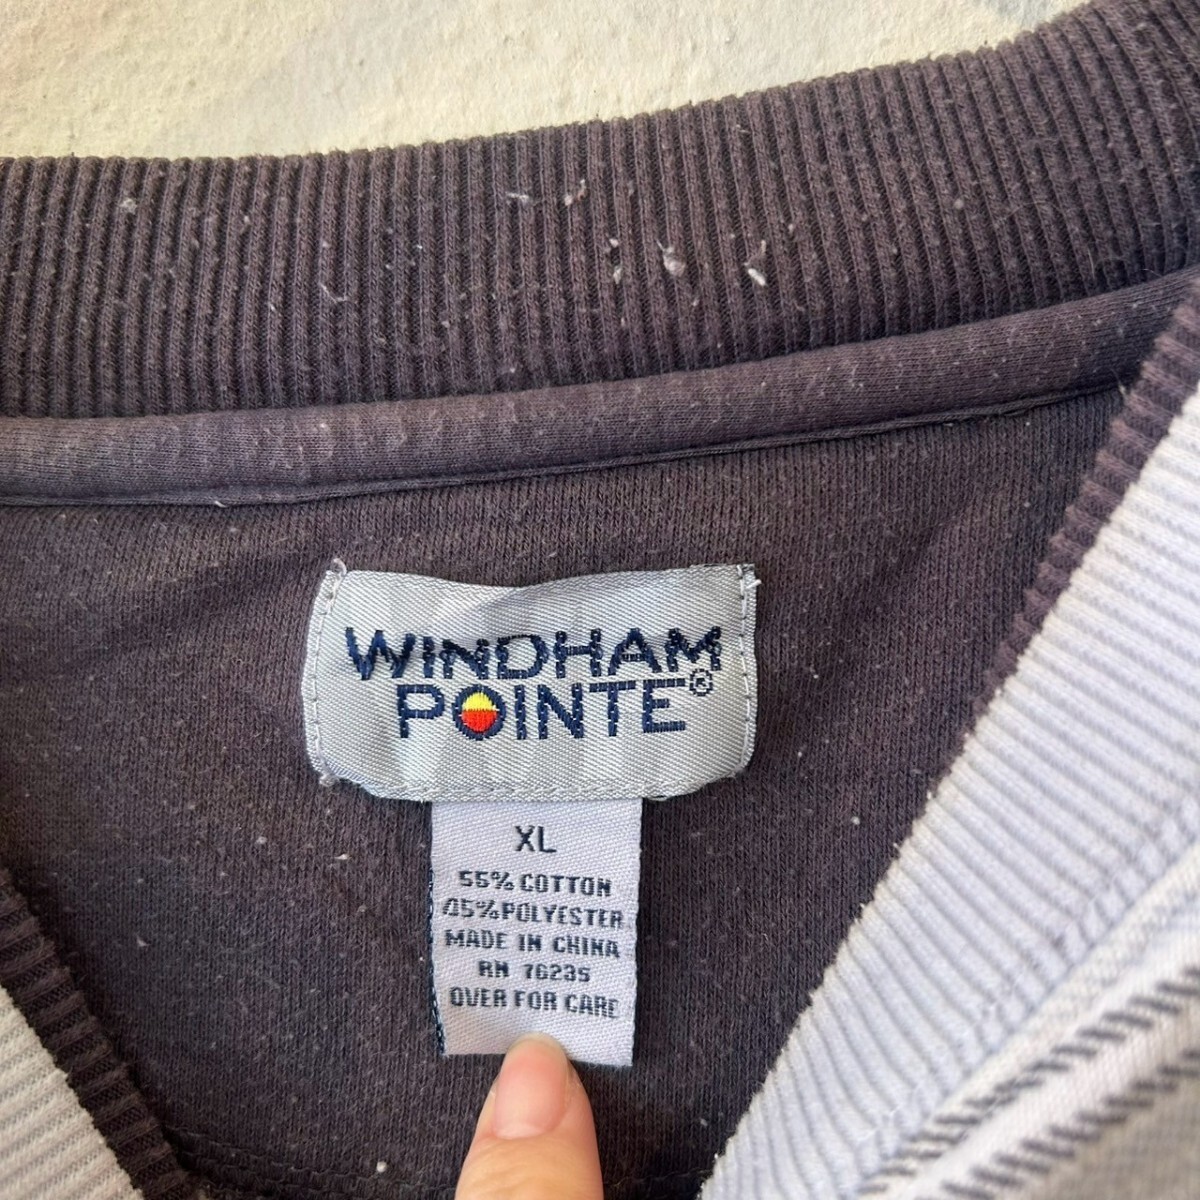 WINDHAM
POINTE®
XL
55% COTTON
45% POLYESTER
MADE IN CHINA
RN 76235
OVER FOR CARE